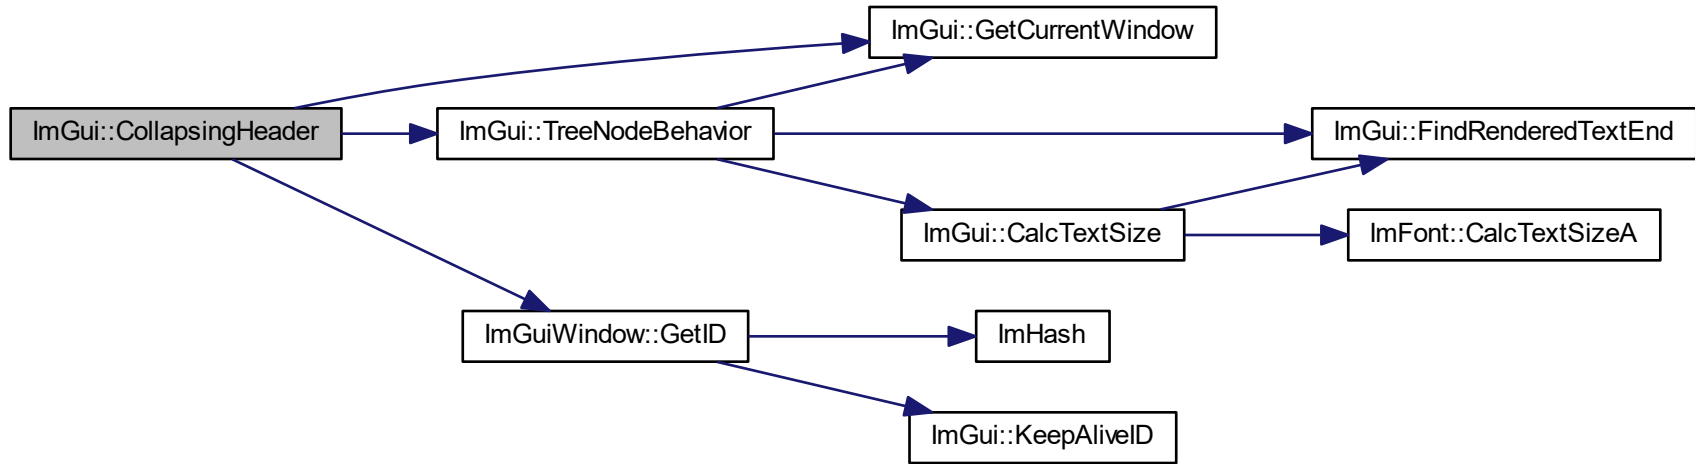 ImGui::GetCurrentWindow
ImGui::CollapsingHeader
ImGui::TreeNodeBehavior
ImGui::FindRenderedTextEnd
ImGui::CalcTextSize
ImFont::CalcTextSizeA
ImGuiWindow::GetID
ImHash
ImGui::KeepAliveID